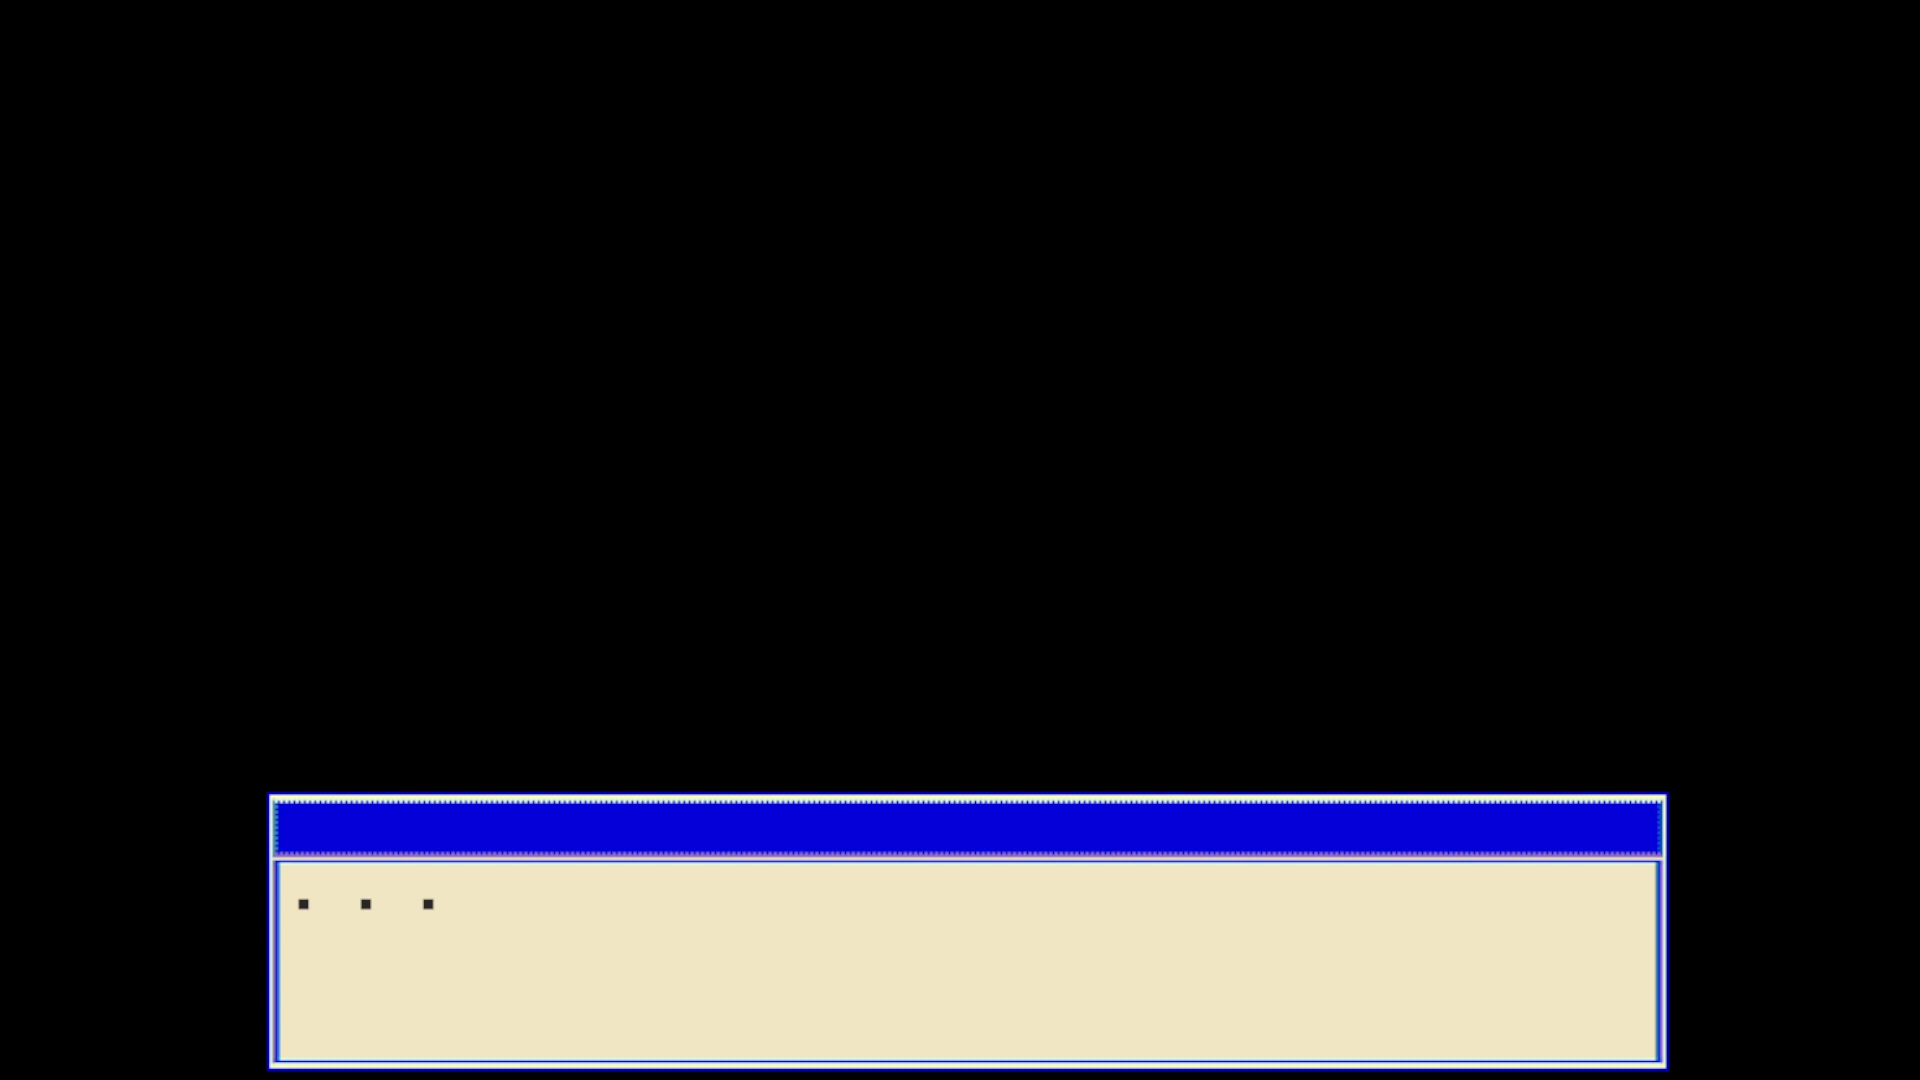 . . .